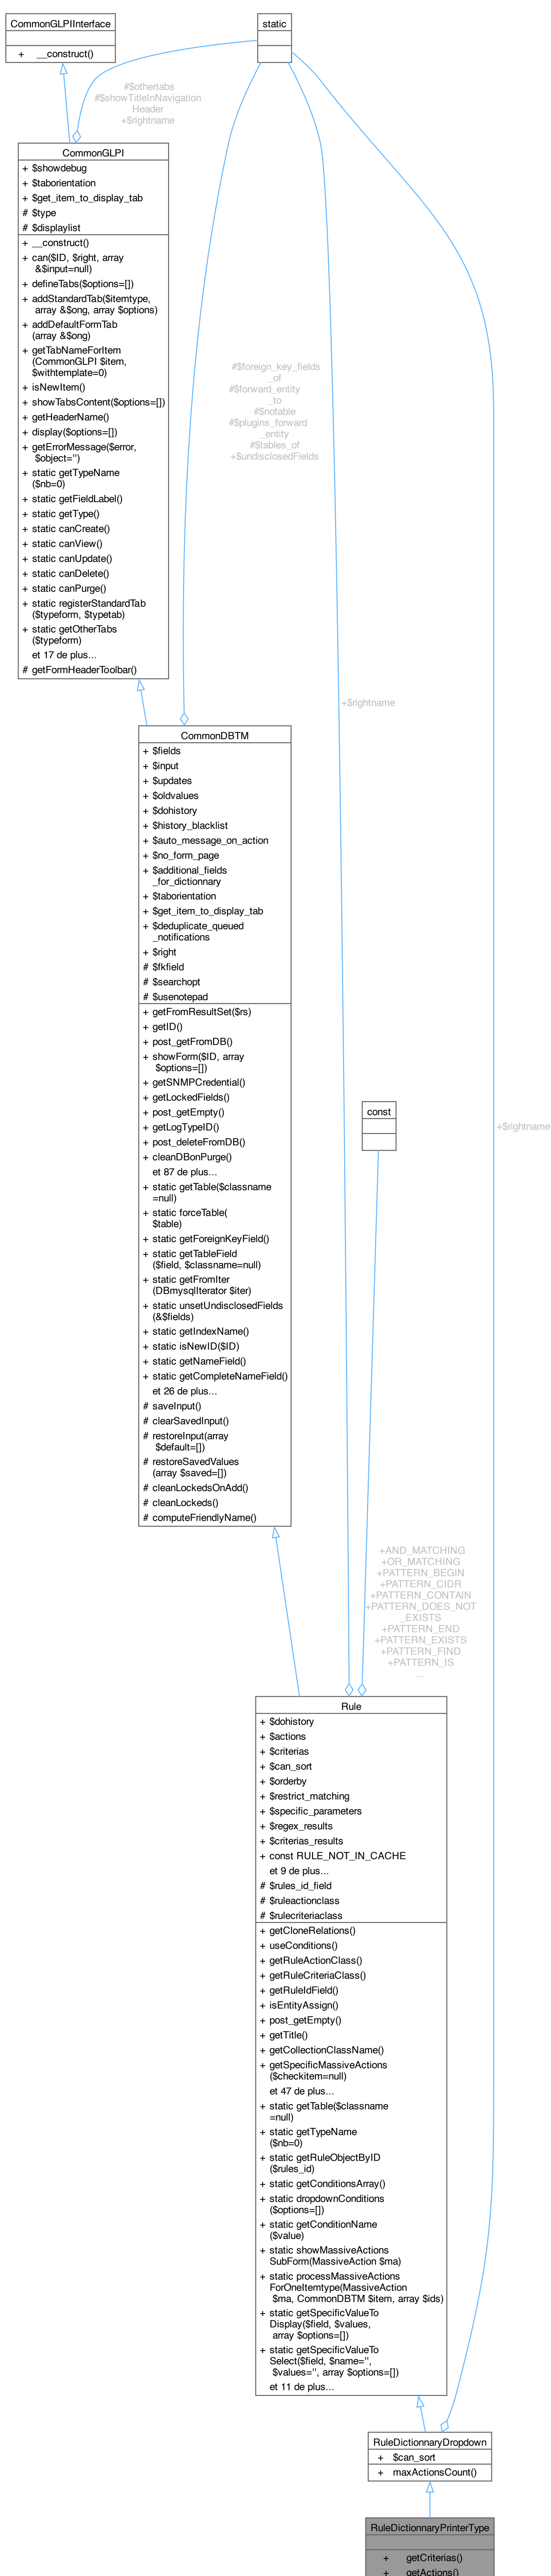 CommonGLPIInterface
+ __construct()
static
#$othertabs
#$showTitleInNavigation
Header
+$rightname
CommonGLPI
+ $showdebug
+ $taborientation
+ $get_item_to_display_tab
# $type
# $displaylist
+ __construct()
+ can($ID, $right, array
&$input=null)
+ defineTabs($options=[])
+ addStandardTab($itemtype,
array &$ong, array $options)
+ addDefaultFormTab
(array &$ong)
+ getTabNameForItem
(CommonGLPI $item,
$withtemplate=0)
+ isNewItem()
+ showTabsContent($options=[])
+ getHeaderName()
+ display($options=[])
+ getErrorMessage($error,
$object='')
+ static getTypeName
($nb=0)
+ static getFieldLabel()
+ static getType()
+ static canCreate()
+ static canView()
+ static canUpdate()
+ static canDelete()
+ static canPurge()
+ static registerStandardTab
($typeform, $typetab)
+ static getOtherTabs
($typeform)
et 17 de plus...
# getFormHeaderToolbar()
#$foreign_key_fields
_of
#$forward_entity
_to
#$notable
#$plugins_forward
_entity
#$tables_of
+$undisclosedFields
+$rightname
CommonDBTM
+ $fields
+ $input
+ $updates
+ $oldvalues
+ $dohistory
+ $history_blacklist
+ $auto_message_on_action
+ $no_form_page
+ $additional_fields
_for_dictionnary
+ $taborientation
+ $get_item_to_display_tab
+ $deduplicate_queued
_notifications
+ $right
# $fkfield
# $searchopt
# $usenotepad
+ getFromResultSet($rs)
+ getID()
+ post_getFromDB()
+ showForm($ID, array
$options=[])
+ getSNMPCredential()
+ getLockedFields()
+ post_getEmpty()
+ getLogTypeID()
+ post_deleteFromDB()
+ cleanDBonPurge()
et 87 de plus...
+ static getTable($classname
=null)
+ static forceTable(
$table)
+ static getForeignKeyField()
+ static getTableField
($field, $classname=null)
+ static getFromIter
(DBmysqlIterator $iter)
+ static unsetUndisclosedFields
(&$fields)
+ static getIndexName()
+ static isNewID($ID)
+ static getNameField()
+ static getCompleteNameField()
et 26 de plus...
# saveInput()
# clearSavedInput()
# restoreInput(array
$default=[])
# restoreSavedValues
(array $saved=[])
# cleanLockedsOnAdd()
# cleanLockeds()
# computeFriendlyName()
const
+$rightname
+AND_MATCHING
+OR_MATCHING
+PATTERN_BEGIN
+PATTERN_CIDR
+PATTERN_CONTAIN
+PATTERN_DOES_NOT
_EXISTS
+PATTERN_END
+PATTERN_EXISTS
+PATTERN_FIND
+PATTERN_IS
...
Rule
+ $dohistory
+ $actions
+ $criterias
+ $can_sort
+ $orderby
+ $restrict_matching
+ $specific_parameters
+ $regex_results
+ $criterias_results
+ const RULE_NOT_IN_CACHE
et 9 de plus...
# $rules_id_field
# $ruleactionclass
# $rulecriteriaclass
+ getCloneRelations()
+ useConditions()
+ getRuleActionClass()
+ getRuleCriteriaClass()
+ getRuleIdField()
+ isEntityAssign()
+ post_getEmpty()
+ getTitle()
+ getCollectionClassName()
+ getSpecificMassiveActions
($checkitem=null)
et 47 de plus...
+ static getTable($classname
=null)
+ static getTypeName
($nb=0)
+ static getRuleObjectByID
($rules_id)
+ static getConditionsArray()
+ static dropdownConditions
($options=[])
+ static getConditionName
($value)
+ static showMassiveActions
SubForm(MassiveAction $ma)
+ static processMassiveActions
ForOneItemtype(MassiveAction
$ma, CommonDBTM $item, array $ids)
+ static getSpecificValueTo
Display($field, $values,
array $options=[])
+ static getSpecificValueTo
Select($field, $name='',
$values='', array $options=[])
et 11 de plus...
RuleDictionnaryDropdown
+ $can_sort
+ maxActionsCount()
RuleDictionnaryPrinterType
+ getCriterias()
+ getActions()